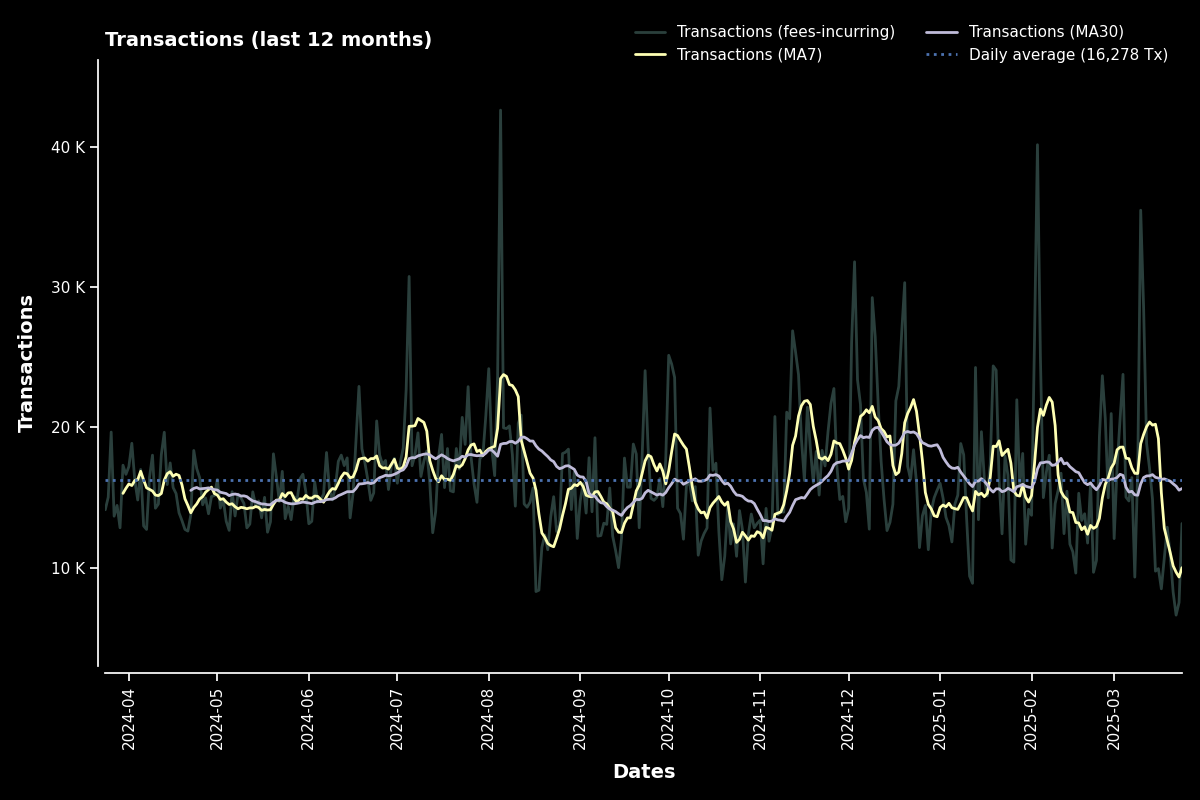 Transactions (last 12 months)
Transactions (fees-incurring)
Transactions (MA7)
Transactions (MA30)
Daily average (16,278 Tx)
Transactions
40 K
30 K
20 K
10 K
2024-04
2024-05
2024-06
2024-07
2024-08
2024-09
2024-10
2024-11
2024-12
2025-01
2025-02
2025-03
Dates